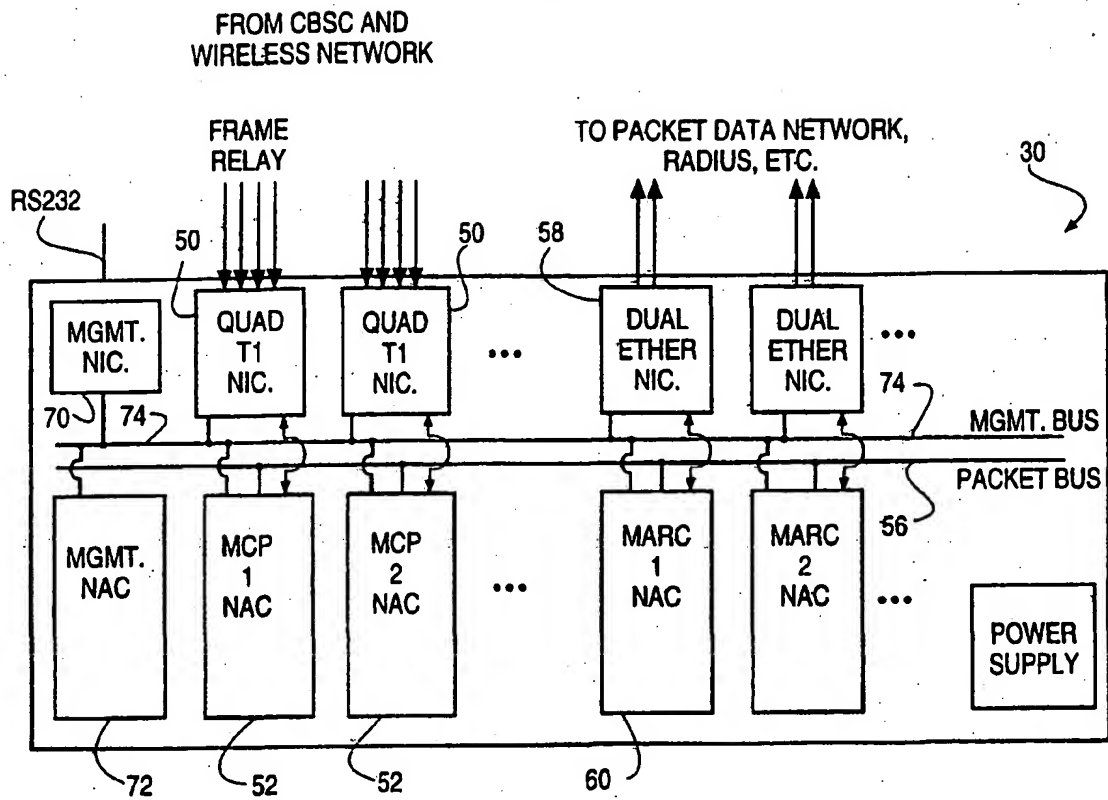 FROM CBSC AND
WIRELESS NETWORK
FRAME
RELAY
TO PACKET DATA NETWORK,
RADIUS, ETC.
30
RS232
50
50
58
MGMT.
NIC.
QUAD
T1
NIC.
QUAD
T1
NIC.
...
DUAL
ETHER
NIC.
DUAL
ETHER
NIC.
...
70
74
74
MGMT. BUS
PACKET BUS
56
MGMT.
NAC
MCP
1
NAC
MCP
2
NAC
...
MARC
1
NAC
MARC
2
NAC
...
POWER
SUPPLY
72
52
52
60